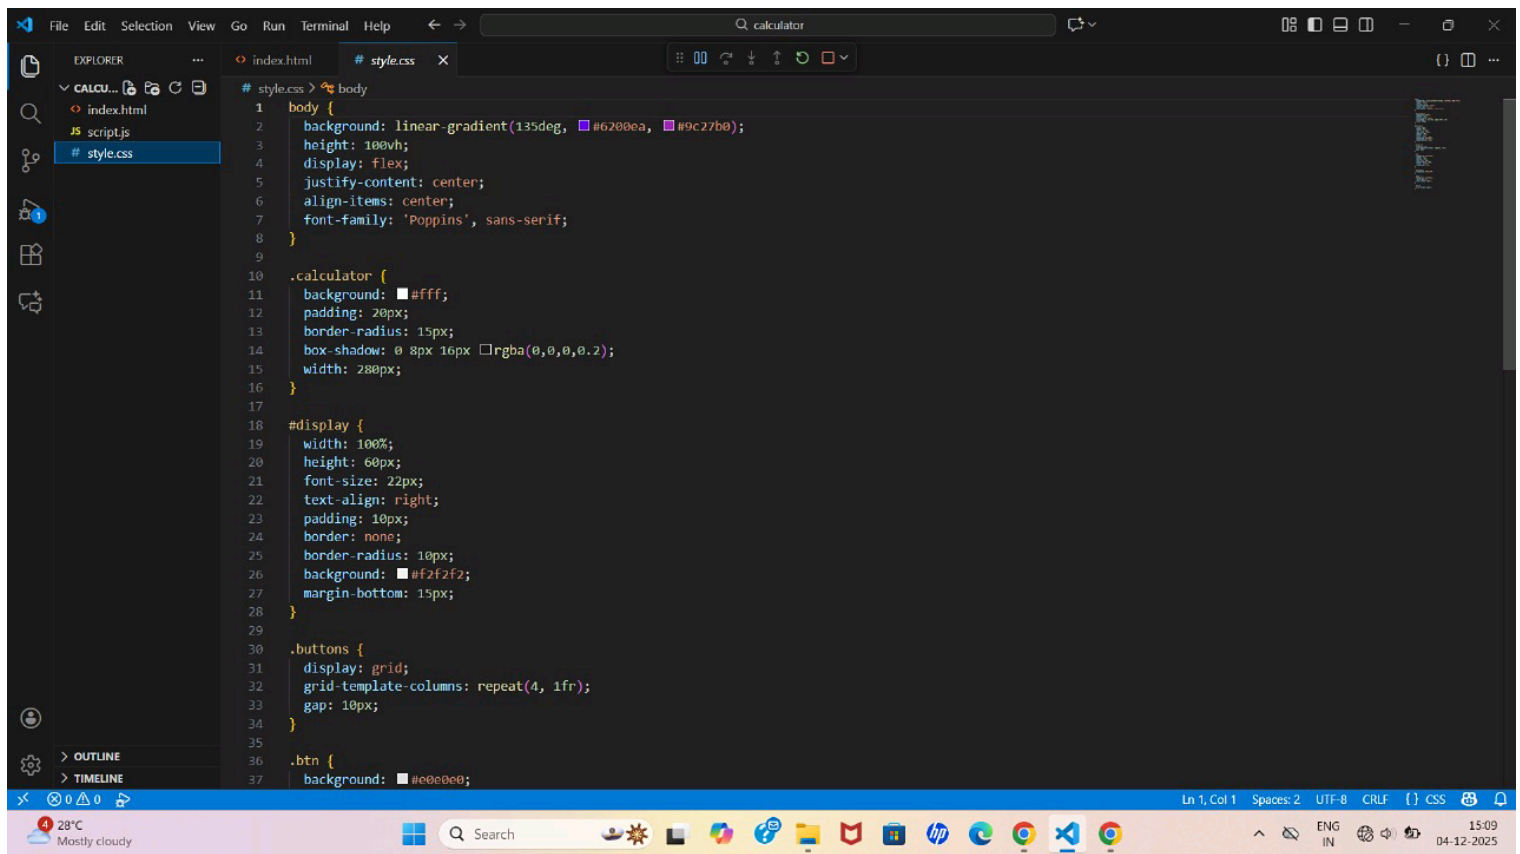 File Edit Selection View Go Run Terminal Help
calculator
EXPLORER
CALCU...
index.html
JS script.js
# style.css
OUTLINE
TIMELINE
index.html
# style.css
# style.css > body
1 body {
2 background: linear-gradient(135deg, #6200ea, #9c27b0);
3 height: 100vh;
4 display: flex;
5 justify-content: center;
6 align-items: center;
7 font-family: 'Poppins', sans-serif;
8 }
9
10 .calculator {
11 background: #fff;
12 padding: 20px;
13 border-radius: 15px;
14 box-shadow: 0 8px 16px rgba(0,0,0,0.2);
15 width: 280px;
16 }
17
18 #display {
19 width: 100%;
20 height: 60px;
21 font-size: 22px;
22 text-align: right;
23 padding: 10px;
24 border: none;
25 border-radius: 10px;
26 background: #f2f2f2;
27 margin-bottom: 15px;
28 }
29
30 .buttons {
31 display: grid;
32 grid-template-columns: repeat(4, 1fr);
33 gap: 10px;
34 }
35
36 .btn {
37 background: #e0e0e0;
1
0 0
Ln 1, Col 1 Spaces: 2 UTF-8 CRLF {} CSS
4
28°C
Mostly cloudy
Search
hp
ENG
IN
15:09
04-12-2025